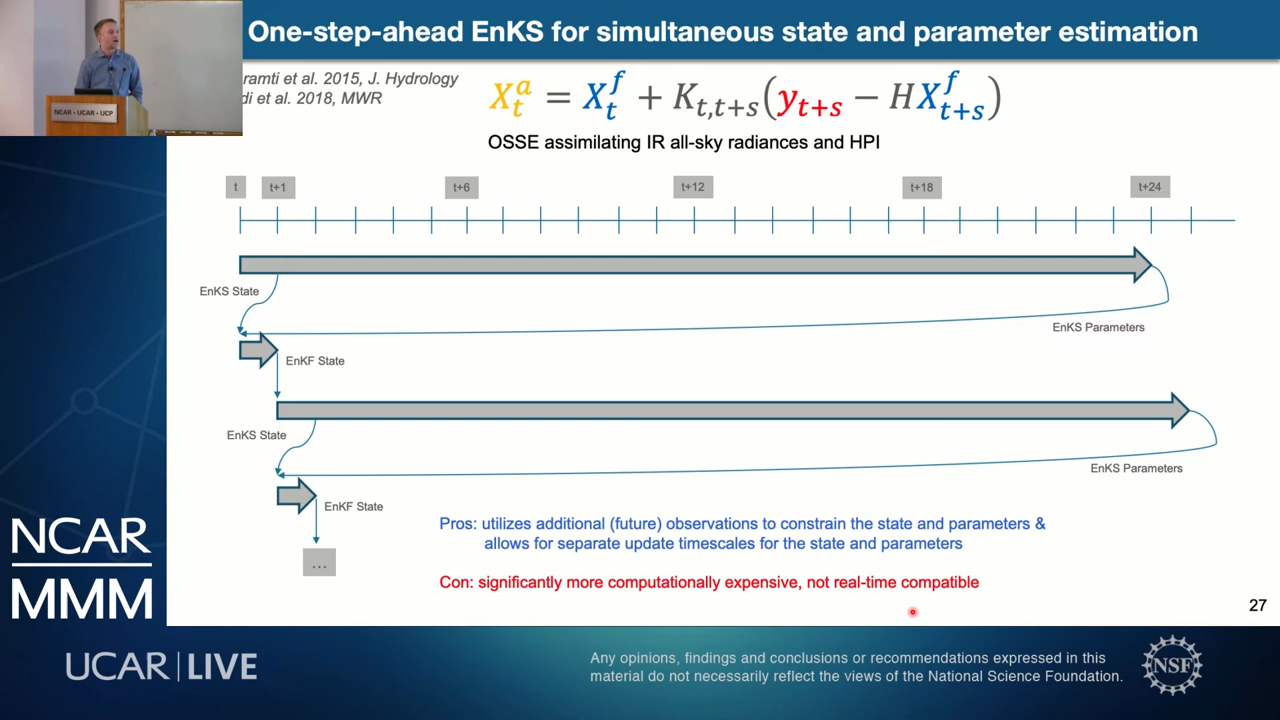 One-step-ahead EnKS for simultaneous state and parameter estimation
et al. 2015, J. Hydrology
et al. 2018, MWR
X_t^a = X_t^f + K_{t,t+s}(y_{t+s} − HX_{t+s}^f)
OSSE assimilating IR all-sky radiances and HPI
t t+1 t+6 t+12 t+18 t+24
EnKS State
EnKS Parameters
EnKF State
EnKS State
EnKS Parameters
EnKF State
...
Pros: utilizes additional (future) observations to constrain the state and parameters &
allows for separate update timescales for the state and parameters
Con: significantly more computationally expensive, not real-time compatible
27
NCAR • UCAR • UCP
NCAR
MMM
UCAR | LIVE
Any opinions, findings and conclusions or recommendations expressed in this
material do not necessarily reflect the views of the National Science Foundation.
NSF